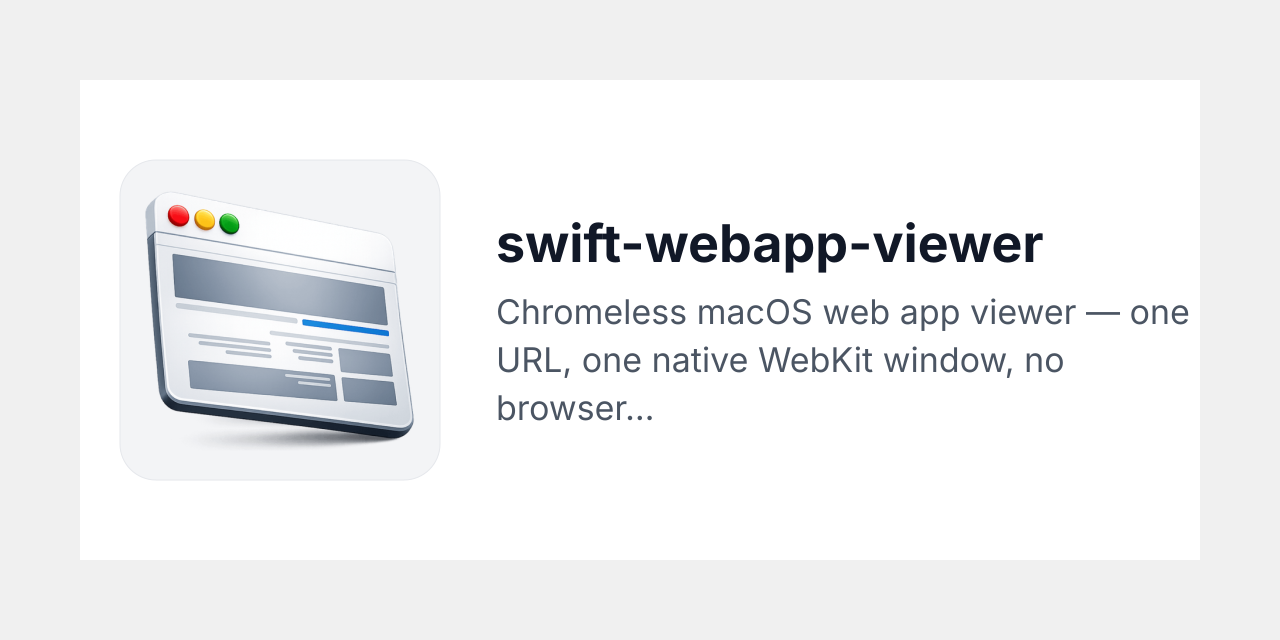 swift-webapp-viewer
Chromeless macOS web app viewer — one
URL, one native WebKit window, no
browser...